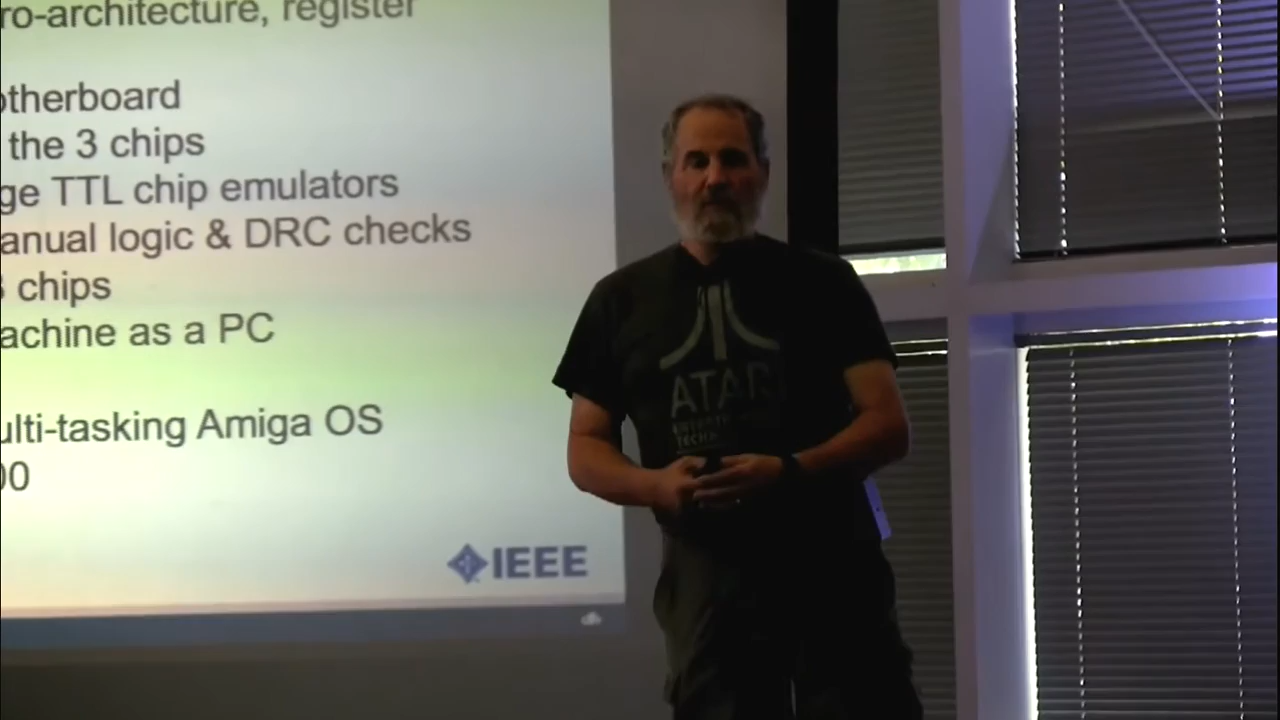 ro-architecture, register
otherboard
the 3 chips
ge TTL chip emulators
anual logic & DRC checks
chips
achine as a PC
ulti-tasking Amiga OS
00
IEEE
ATARI